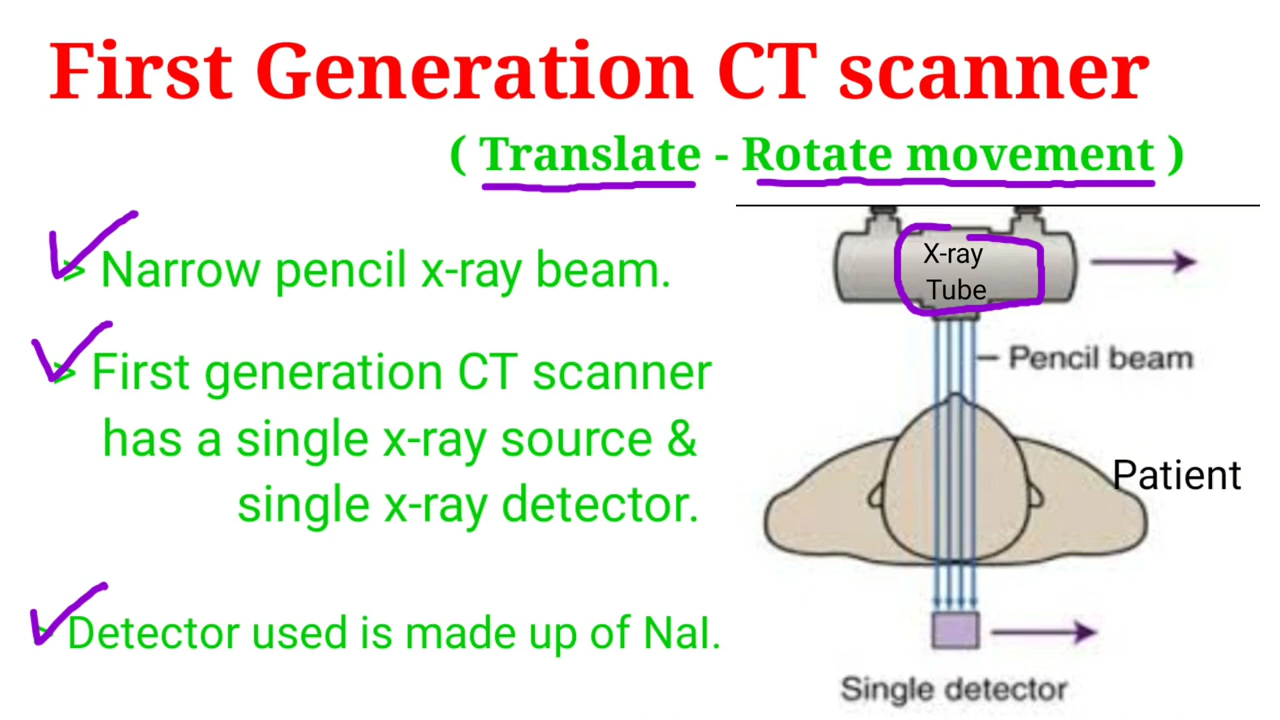 First Generation CT scanner
( Translate - Rotate movement )
> Narrow pencil x-ray beam.
> First generation CT scanner
has a single x-ray source &
single x-ray detector.
> Detector used is made up of NaI.
X-ray
Tube
Pencil beam
Patient
Single detector